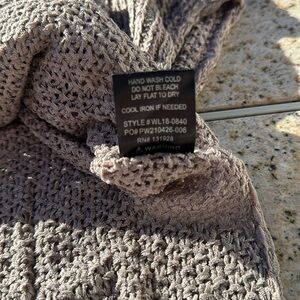 HAND WASH COLD
DO NOT BLEACH
LAY FLAT TO DRY
COOL IRON IF NEEDED
STYLE # WL18-0840
PO# PW210426-006
RN# 131928
⚠ WARNING